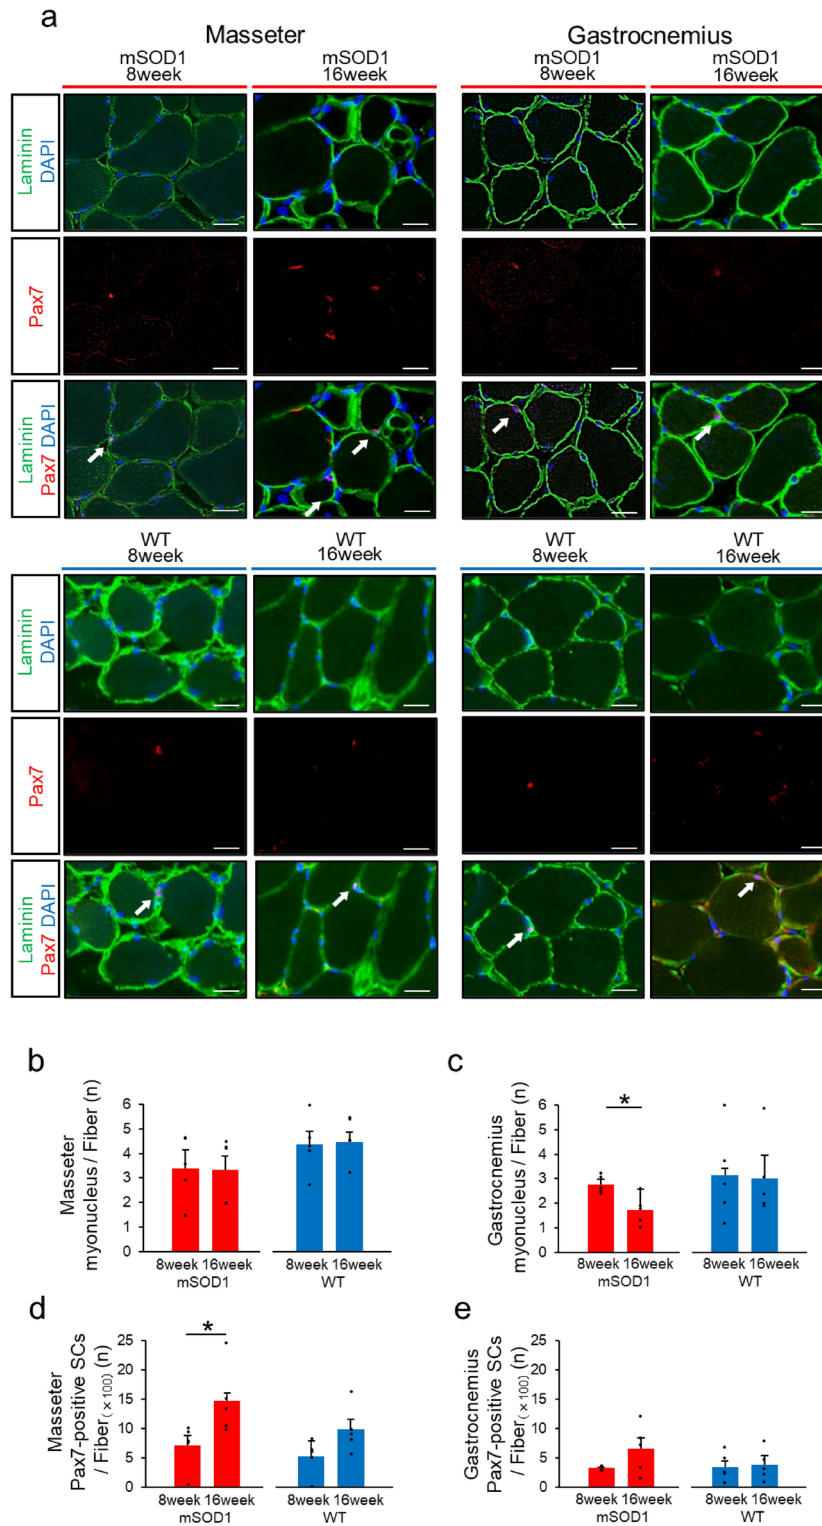 a
Masseter
Gastrocnemius
mSOD1
8week
mSOD1
16week
mSOD1
8week
mSOD1
16week
Laminin
DAPI
Pax7
Laminin
Pax7 DAPI
WT
8week
WT
16week
WT
8week
WT
16week
Laminin
DAPI
Pax7
Laminin
Pax7 DAPI
b
Masseter
myonucleus / Fiber (n)
6
5
4
3
2
1
0
8week 16week
mSOD1
8week 16week
WT
c
Gastrocnemius
myonucleus / Fiber (n)
6
5
4
3
2
1
0
*
8week 16week
mSOD1
8week 16week
WT
d
Masseter
Pax7-positive SCs
/ Fiber(×100) (n)
25
20
15
10
5
0
*
8week 16week
mSOD1
8week 16week
WT
e
Gastrocnemius
Pax7-positive SCs
/ Fiber(×100) (n)
25
20
15
10
5
0
8week 16week
mSOD1
8week 16week
WT